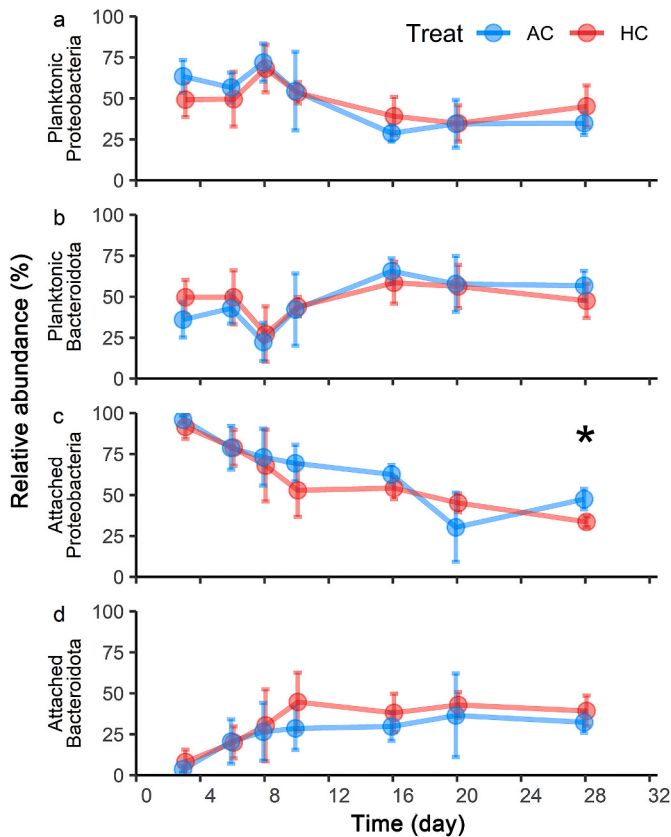 Treat AC HC
a
100
75
50
25
0
Planktonic
Proteobacteria
b
100
75
50
25
0
Planktonic
Bacteroidota
c
100
75
50
25
0
Attached
Proteobacteria
*
d
100
75
50
25
0
Attached
Bacteroidota
Relative abundance (%)
0 4 8 12 16 20 24 28 32
Time (day)